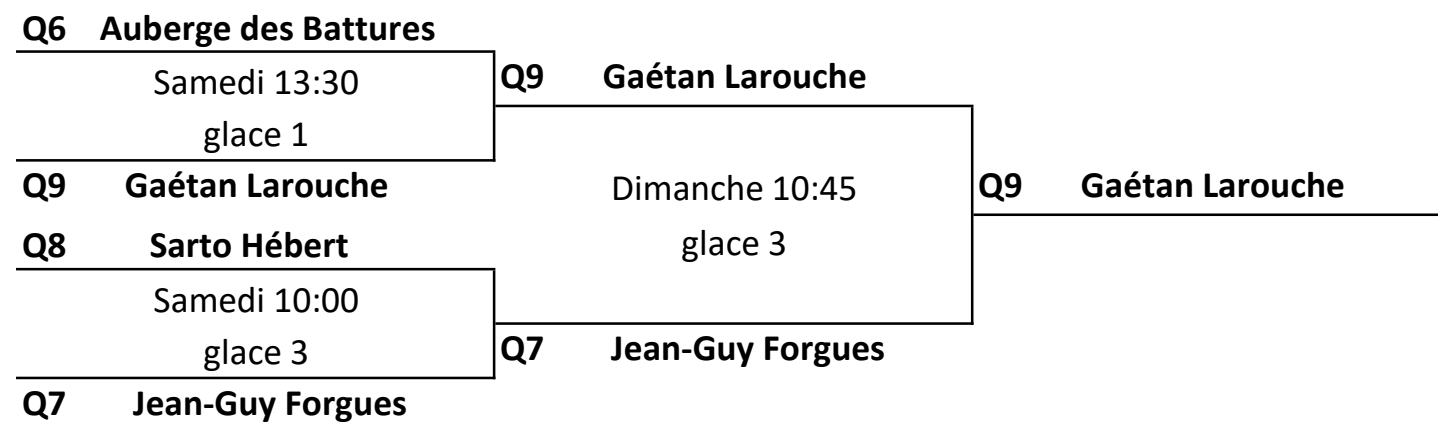 Q6 Auberge des Battures
Samedi 13:30
glace 1
Q9 Gaétan Larouche
Q9 Gaétan Larouche
Q8 Sarto Hébert
Samedi 10:00
glace 3
Q7 Jean-Guy Forgues
Dimanche 10:45
glace 3
Q7 Jean-Guy Forgues
Q9 Gaétan Larouche